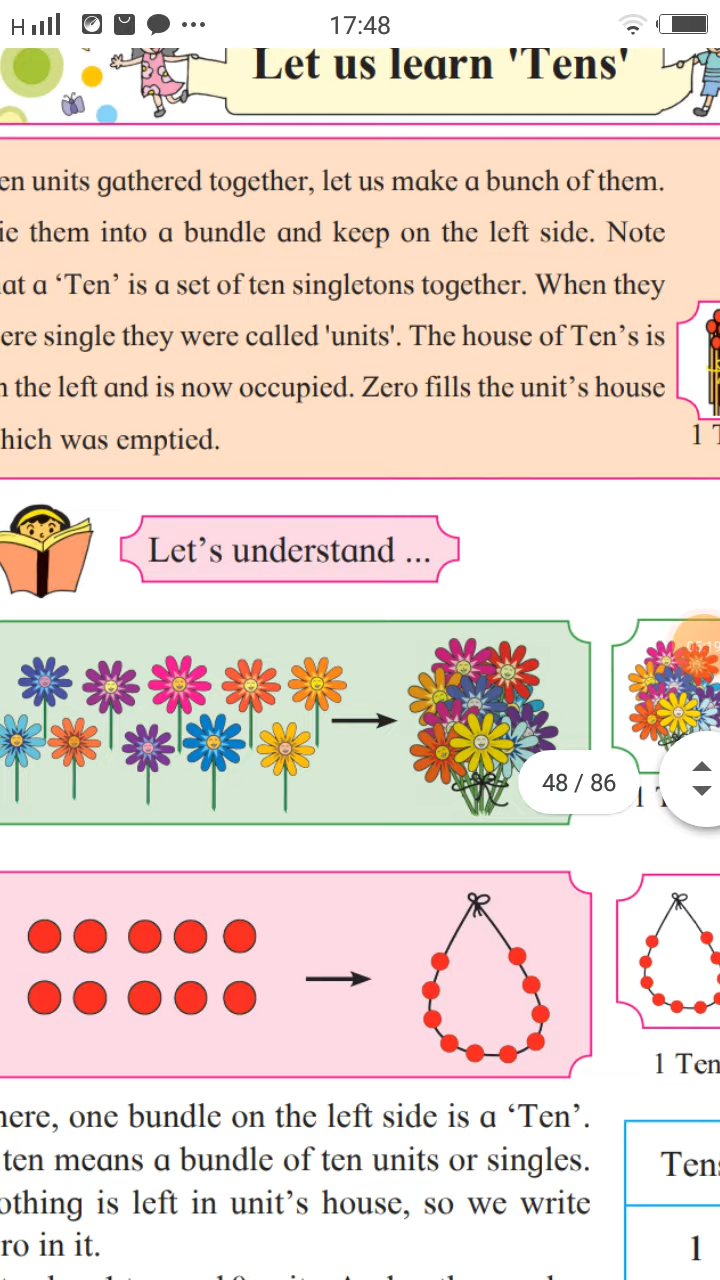 17:48
H
Let us learn 'Tens'
en units gathered together, let us make a bunch of them.
ie them into a bundle and keep on the left side. Note
at a ‘Ten’ is a set of ten singletons together. When they
ere single they were called 'units'. The house of Ten’s is
n the left and is now occupied. Zero fills the unit’s house
hich was emptied.
1 T
Let’s understand ...
48 / 86
1 T
1 Ten
here, one bundle on the left side is a ‘Ten’.
ten means a bundle of ten units or singles.
othing is left in unit’s house, so we write
ro in it.
Tens
1